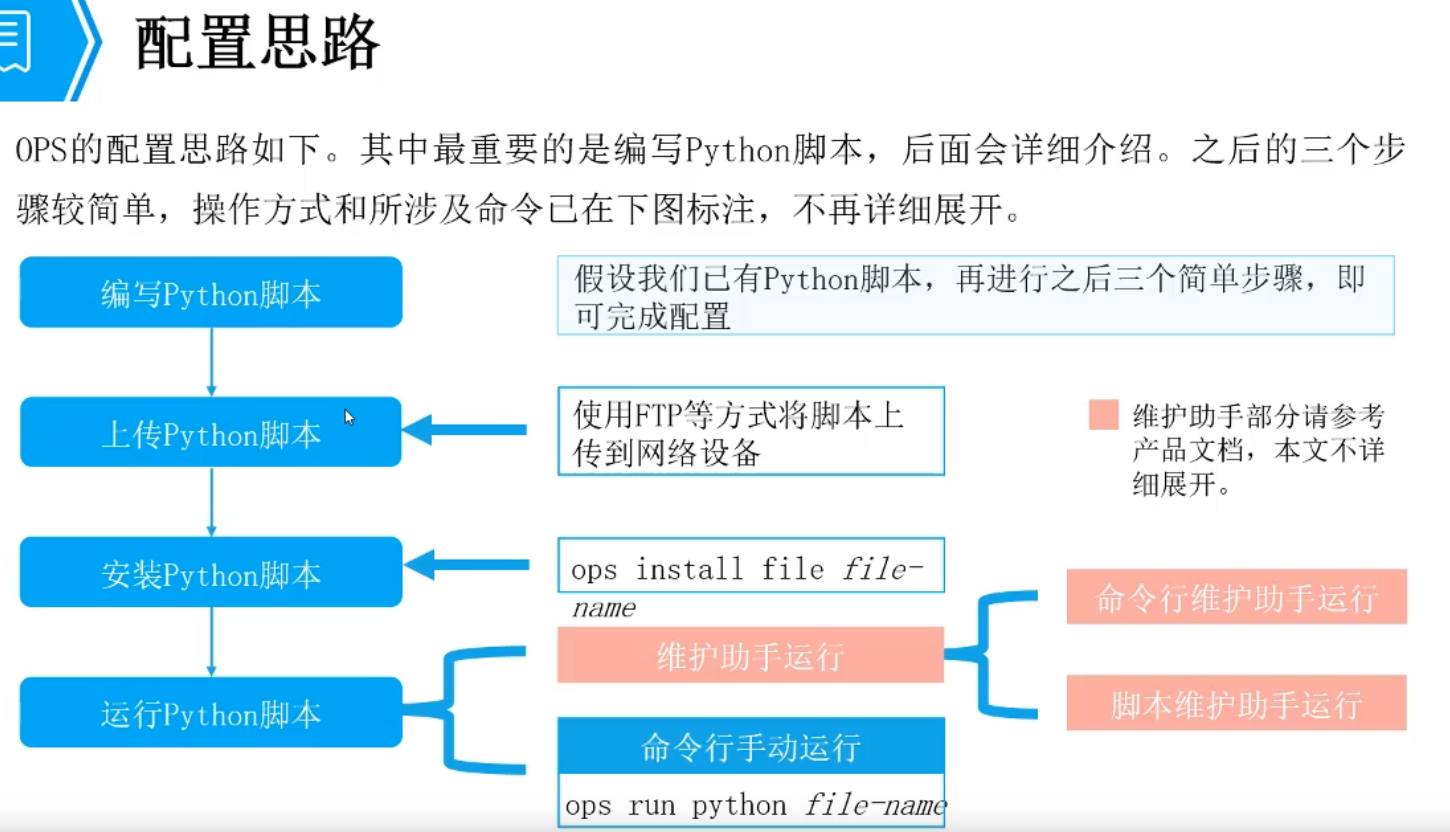 配置思路
OPS的配置思路如下。其中最重要的是编写Python脚本，后面会详细介绍。之后的三个步
骤较简单，操作方式和所涉及命令已在下图标注，不再详细展开。
编写Python脚本
假设我们已有Python脚本，再进行之后三个简单步骤，即
可完成配置
上传Python脚本
使用FTP等方式将脚本上
传到网络设备
维护助手部分请参考
产品文档，本文不详
细展开。
安装Python脚本
ops install file file-
name
运行Python脚本
维护助手运行
命令行维护助手运行
脚本维护助手运行
命令行手动运行
ops run python file-name